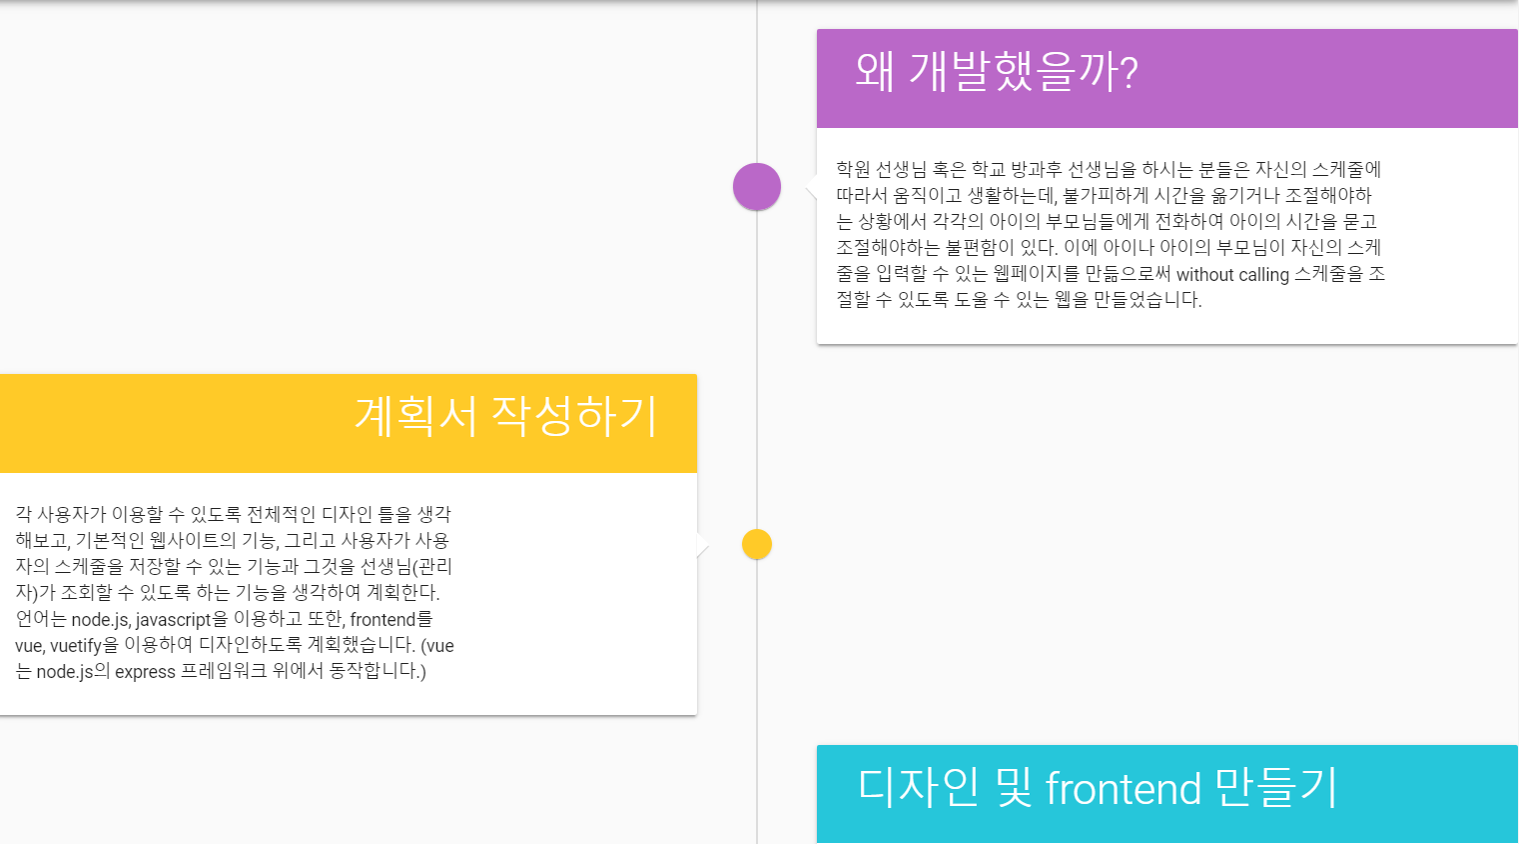 왜 개발했을까?
학원 선생님 혹은 학교 방과후 선생님을 하시는 분들은 자신의 스케줄에
따라서 움직이고 생활하는데, 불가피하게 시간을 옮기거나 조절해야하
는 상황에서 각각의 아이의 부모님들에게 전화하여 아이의 시간을 묻고
조절해야하는 불편함이 있다. 이에 아이나 아이의 부모님이 자신의 스케
줄을 입력할 수 있는 웹페이지를 만듦으로써 without calling 스케줄을 조
절할 수 있도록 도울 수 있는 웹을 만들었습니다.
계획서 작성하기
각 사용자가 이용할 수 있도록 전체적인 디자인 틀을 생각
해보고, 기본적인 웹사이트의 기능, 그리고 사용자가 사용
자의 스케줄을 저장할 수 있는 기능과 그것을 선생님(관리
자)가 조회할 수 있도록 하는 기능을 생각하여 계획한다.
언어는 node.js, javascript을 이용하고 또한, frontend를
vue, vuetify을 이용하여 디자인하도록 계획했습니다. (vue
는 node.js의 express 프레임워크 위에서 동작합니다.)
디자인 및 frontend 만들기